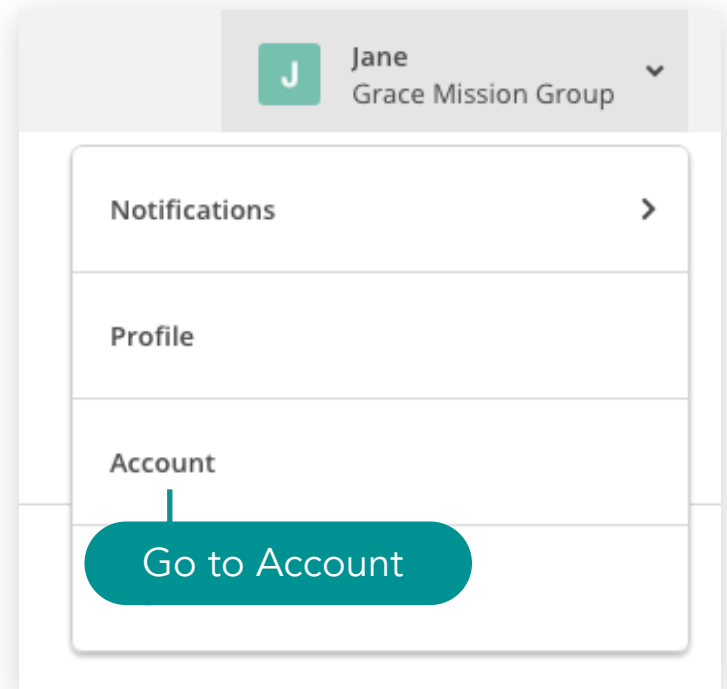 J
Jane
Grace Mission Group
Notifications
Profile
Account
Go to Account